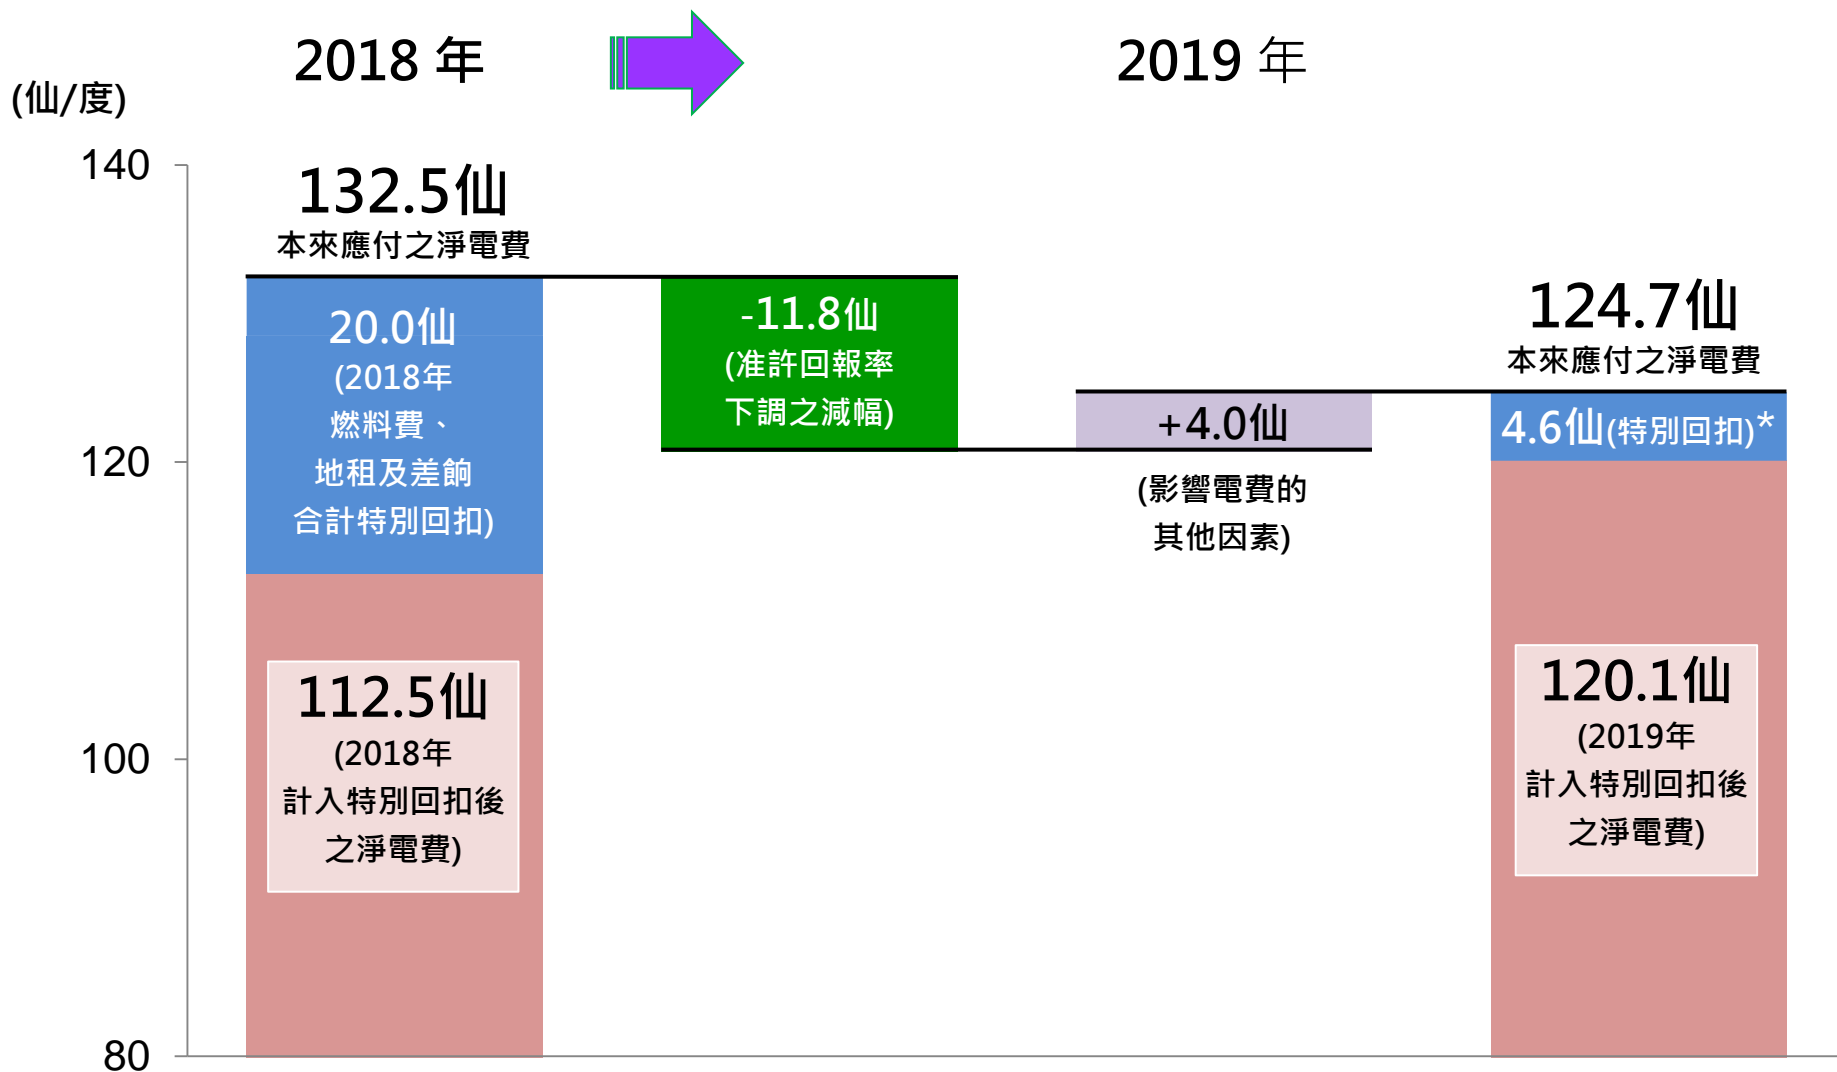 2018 年
2019 年
(仙/度)
140
120
100
80
132.5仙
本來應付之淨電費
20.0仙
(2018年
燃料費、
地租及差餉
合計特別回扣)
112.5仙
(2018年
計入特別回扣後
之淨電費)
-11.8仙
(准許回報率
下調之減幅)
+4.0仙
(影響電費的
其他因素)
124.7仙
本來應付之淨電費
4.6仙(特別回扣)*
120.1仙
(2019年
計入特別回扣後
之淨電費)